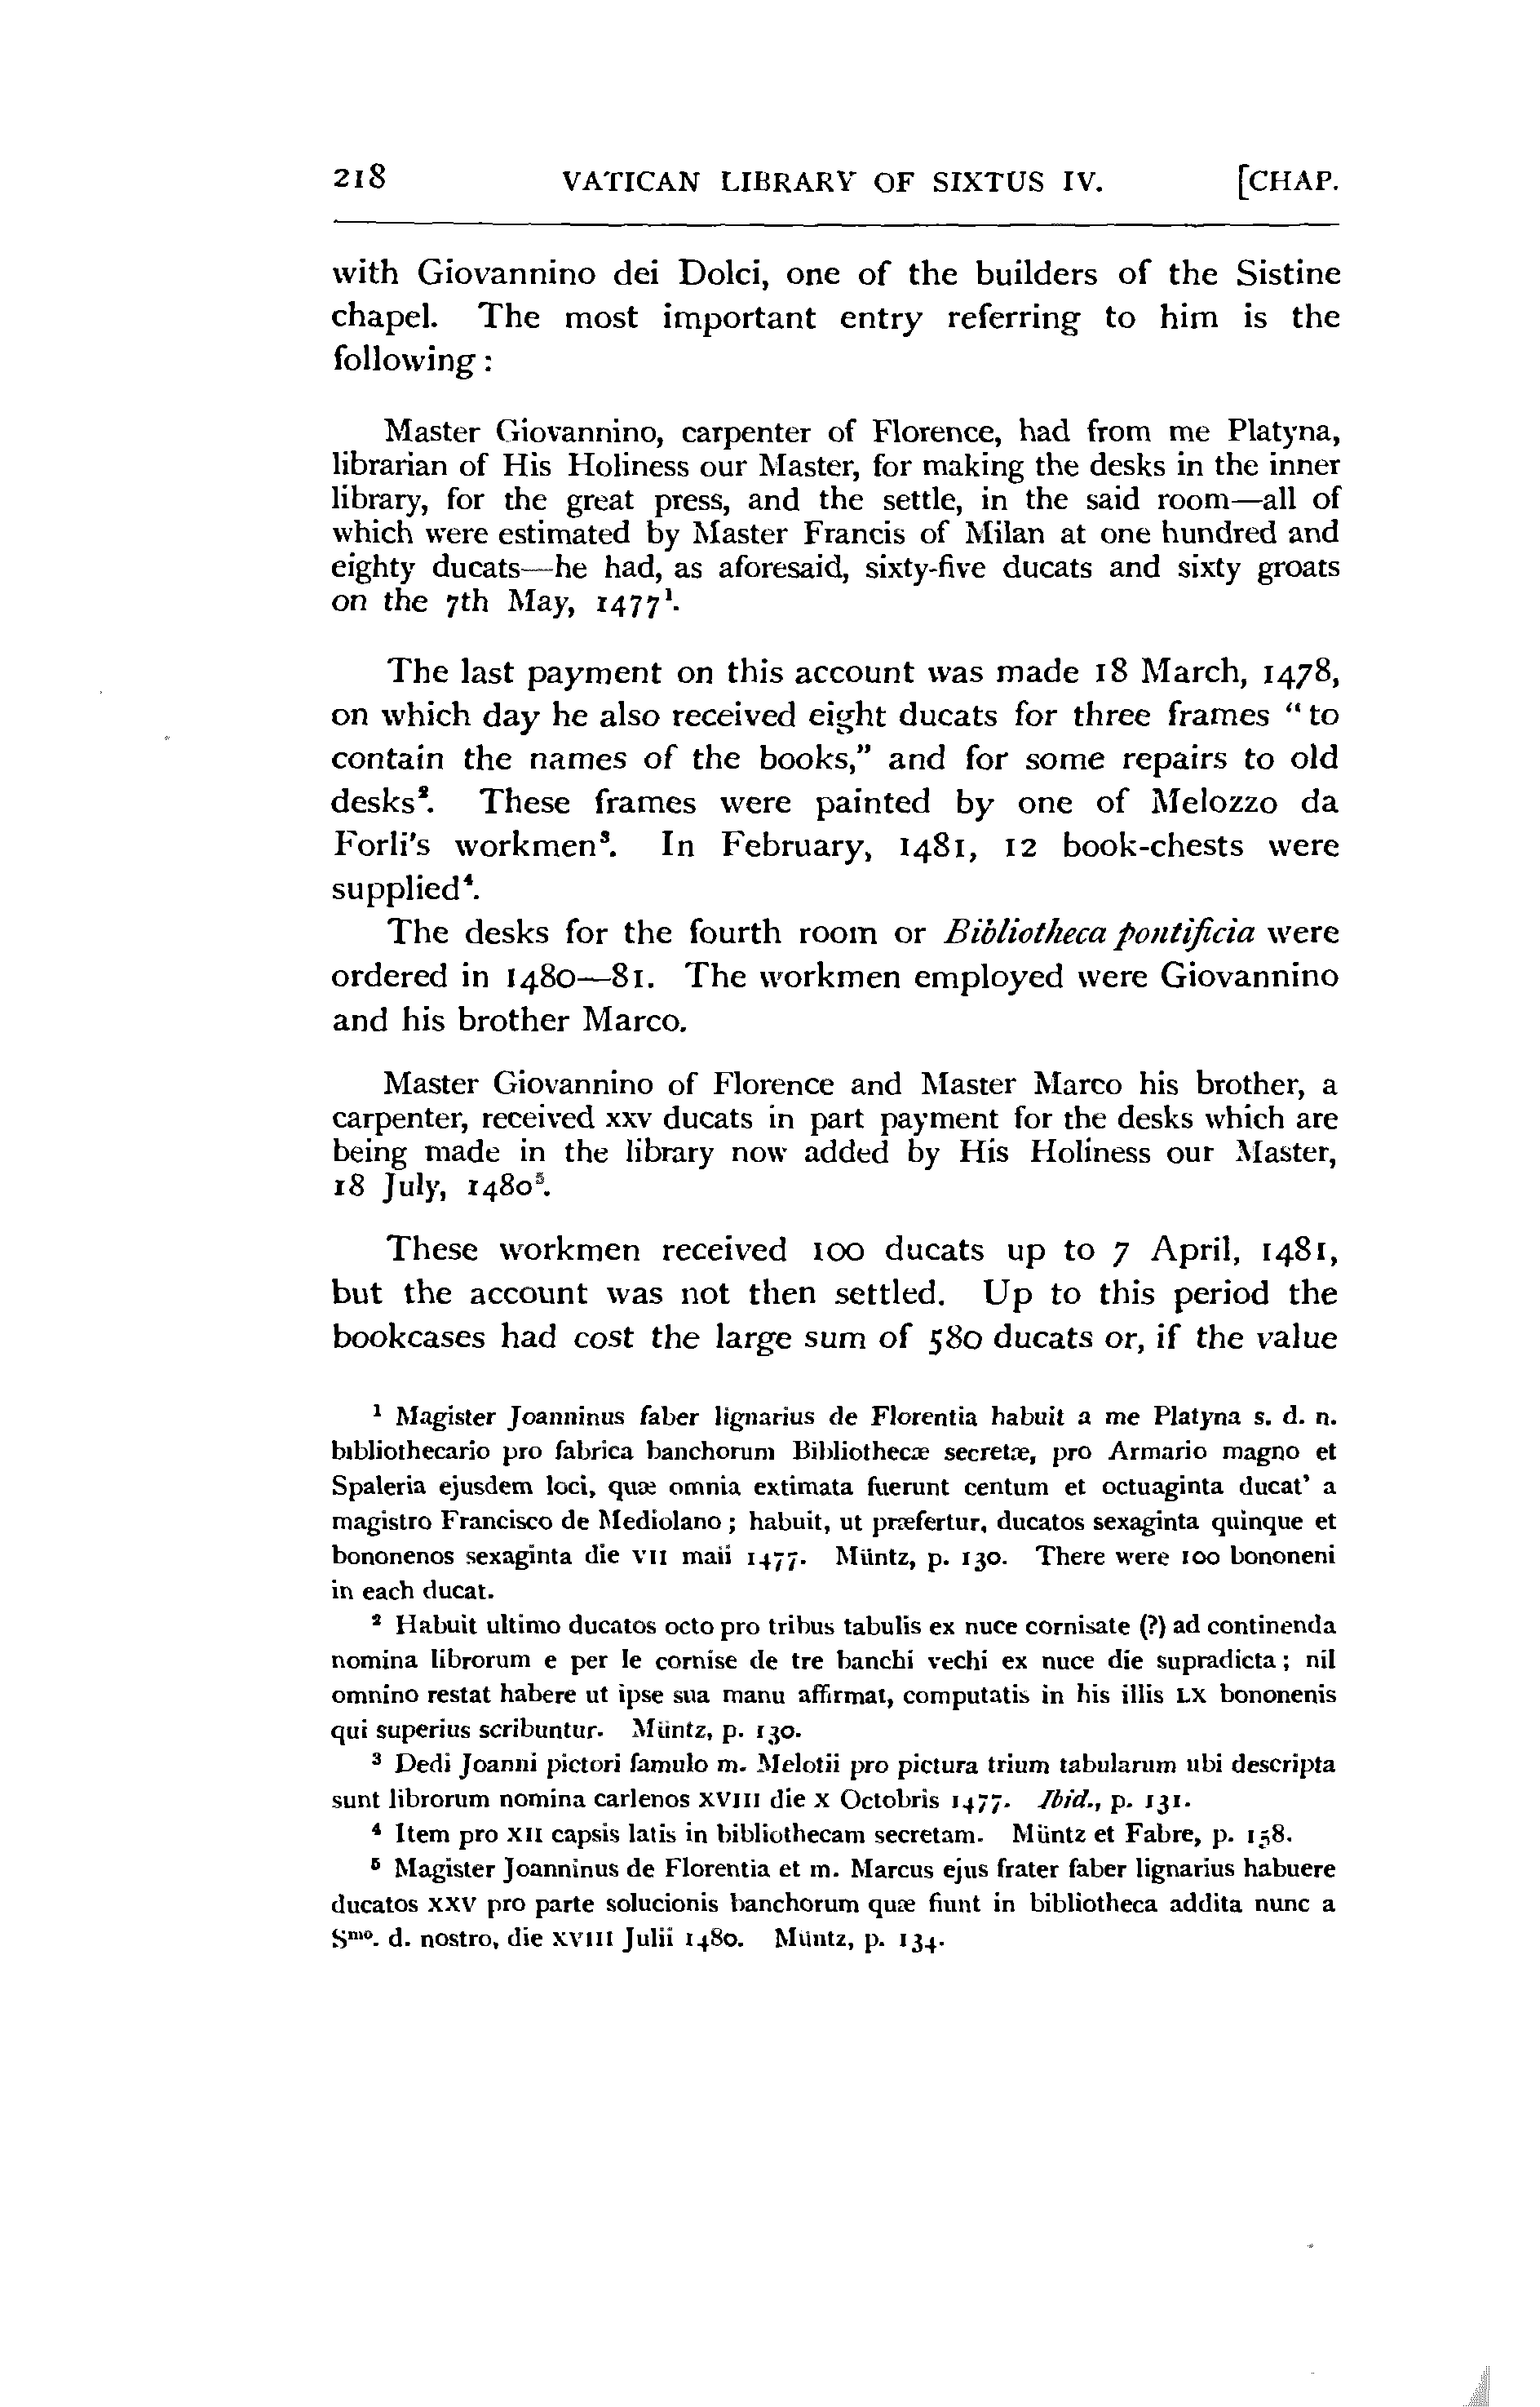 218 VATICAN LIBRARY OF SIXTUS IV. [CHAP.
with Giovannino dei Dolci, one of the builders of the Sistine
chapel. The most important entry referring to him is the
following:
Master Giovannino, carpenter of Florence, had from me Platyna,
librarian of His Holiness our Master, for making the desks in the inner
library, for the great press, and the settle, in the said room—all of
which were estimated by Master Francis of Milan at one hundred and
eighty ducats—he had, as aforesaid, sixty-five ducats and sixty groats
on the 7th May, 1477¹.
The last payment on this account was made 18 March, 1478,
on which day he also received eight ducats for three frames "to
contain the names of the books," and for some repairs to old
desks². These frames were painted by one of Melozzo da
Forli's workmen³. In February, 1481, 12 book-chests were
supplied⁴.
The desks for the fourth room or Bibliotheca pontificia were
ordered in 1480—81. The workmen employed were Giovannino
and his brother Marco.
Master Giovannino of Florence and Master Marco his brother, a
carpenter, received xxv ducats in part payment for the desks which are
being made in the library now added by His Holiness our Master,
18 July, 1480⁵.
These workmen received 100 ducats up to 7 April, 1481,
but the account was not then settled. Up to this period the
bookcases had cost the large sum of 580 ducats or, if the value
¹ Magister Joanninus faber lignarius de Florentia habuit a me Platyna s. d. n.
bibliothecario pro fabrica banchorum Bibliothecæ secretæ, pro Armario magno et
Spaleria ejusdem loci, quæ omnia extimata fuerunt centum et octuaginta ducat' a
magistro Francisco de Mediolano; habuit, ut præfertur, ducatos sexaginta quinque et
bononenos sexaginta die VII maii 1477. Müntz, p. 130. There were 100 bononeni
in each ducat.
² Habuit ultimo ducatos octo pro tribus tabulis ex nuce cornisate (?) ad continenda
nomina librorum e per le cornise de tre banchi vechi ex nuce die supradicta; nil
omnino restat habere ut ipse sua manu affirmat, computatis in his illis LX bononenis
qui superius scribuntur. Müntz, p. 130.
³ Dedi Joanni pictori famulo m. Melotii pro pictura trium tabularum ubi descripta
sunt librorum nomina carlenos XVIII die X Octobris 1477. Ibid., p. 131.
⁴ Item pro XII capsis latis in bibliothecam secretam. Müntz et Fabre, p. 158.
⁵ Magister Joanninus de Florentia et m. Marcus ejus frater faber lignarius habuere
ducatos XXV pro parte solucionis banchorum quæ fiunt in bibliotheca addita nunc a
Sᵐᵒ. d. nostro, die XVIII Julii 1480. Müntz, p. 134.